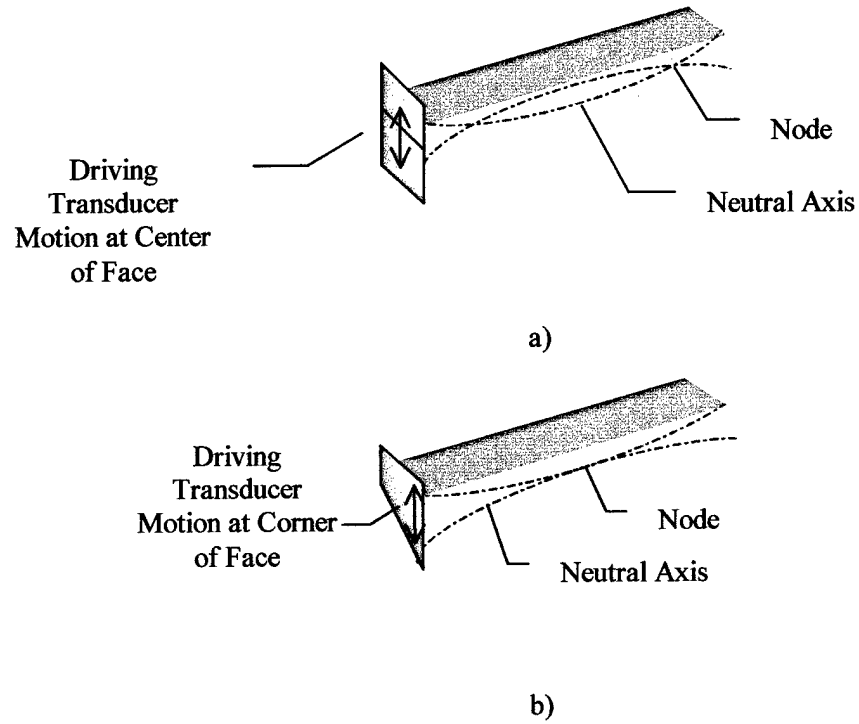 Node
Driving
Transducer
Motion at Center
of Face
Neutral Axis
a)
Driving
Transducer
Motion at Corner
of Face
Node
Neutral Axis
b)